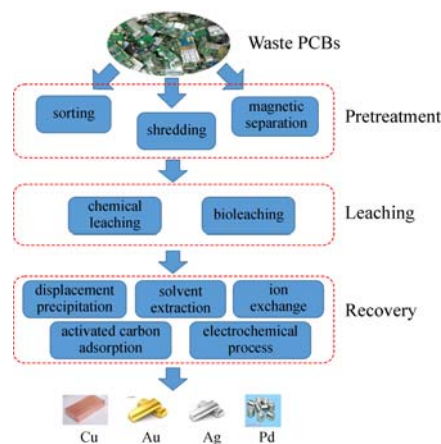 Waste PCBs
sorting
shredding
magnetic
separation
Pretreatment
chemical
leaching
bioleaching
Leaching
displacement
precipitation
solvent
extraction
ion
exchange
activated carbon
adsorption
electrochemical
process
Recovery
Cu
Au
Ag
Pd